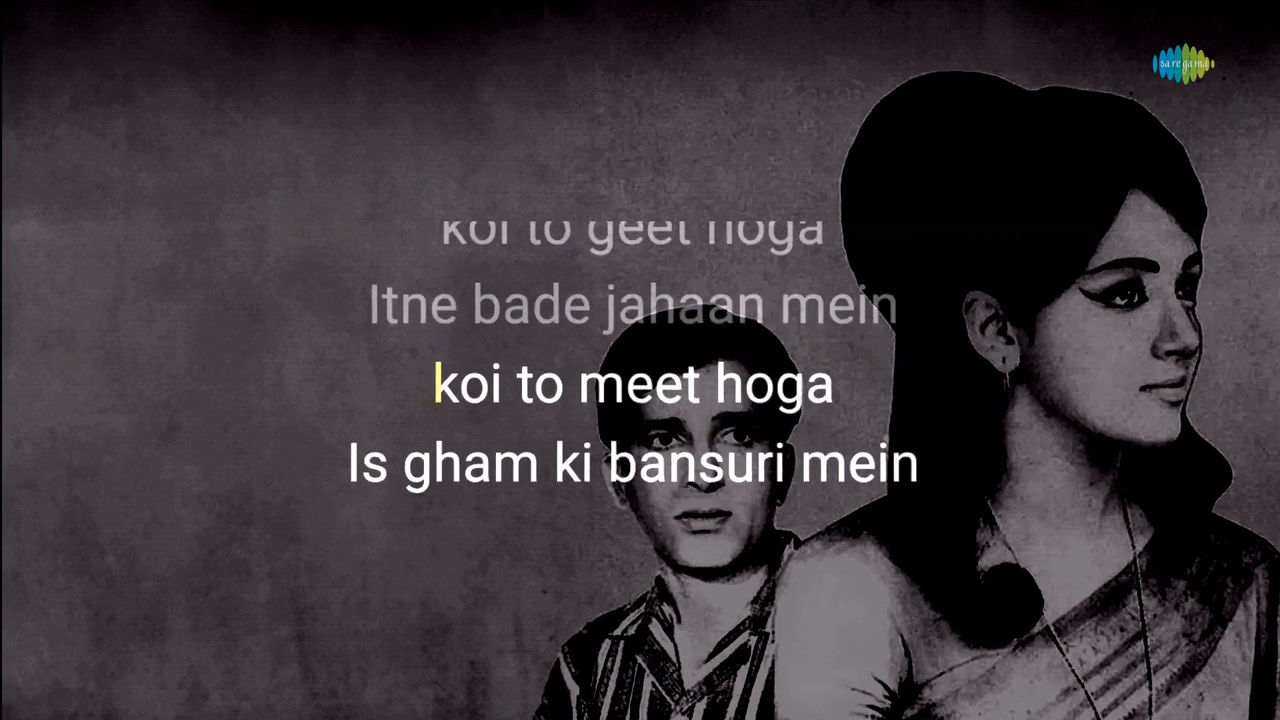 saregama
koi to geet hoga
Itne bade jahaan mein
koi to meet hoga
Is gham ki bansuri mein